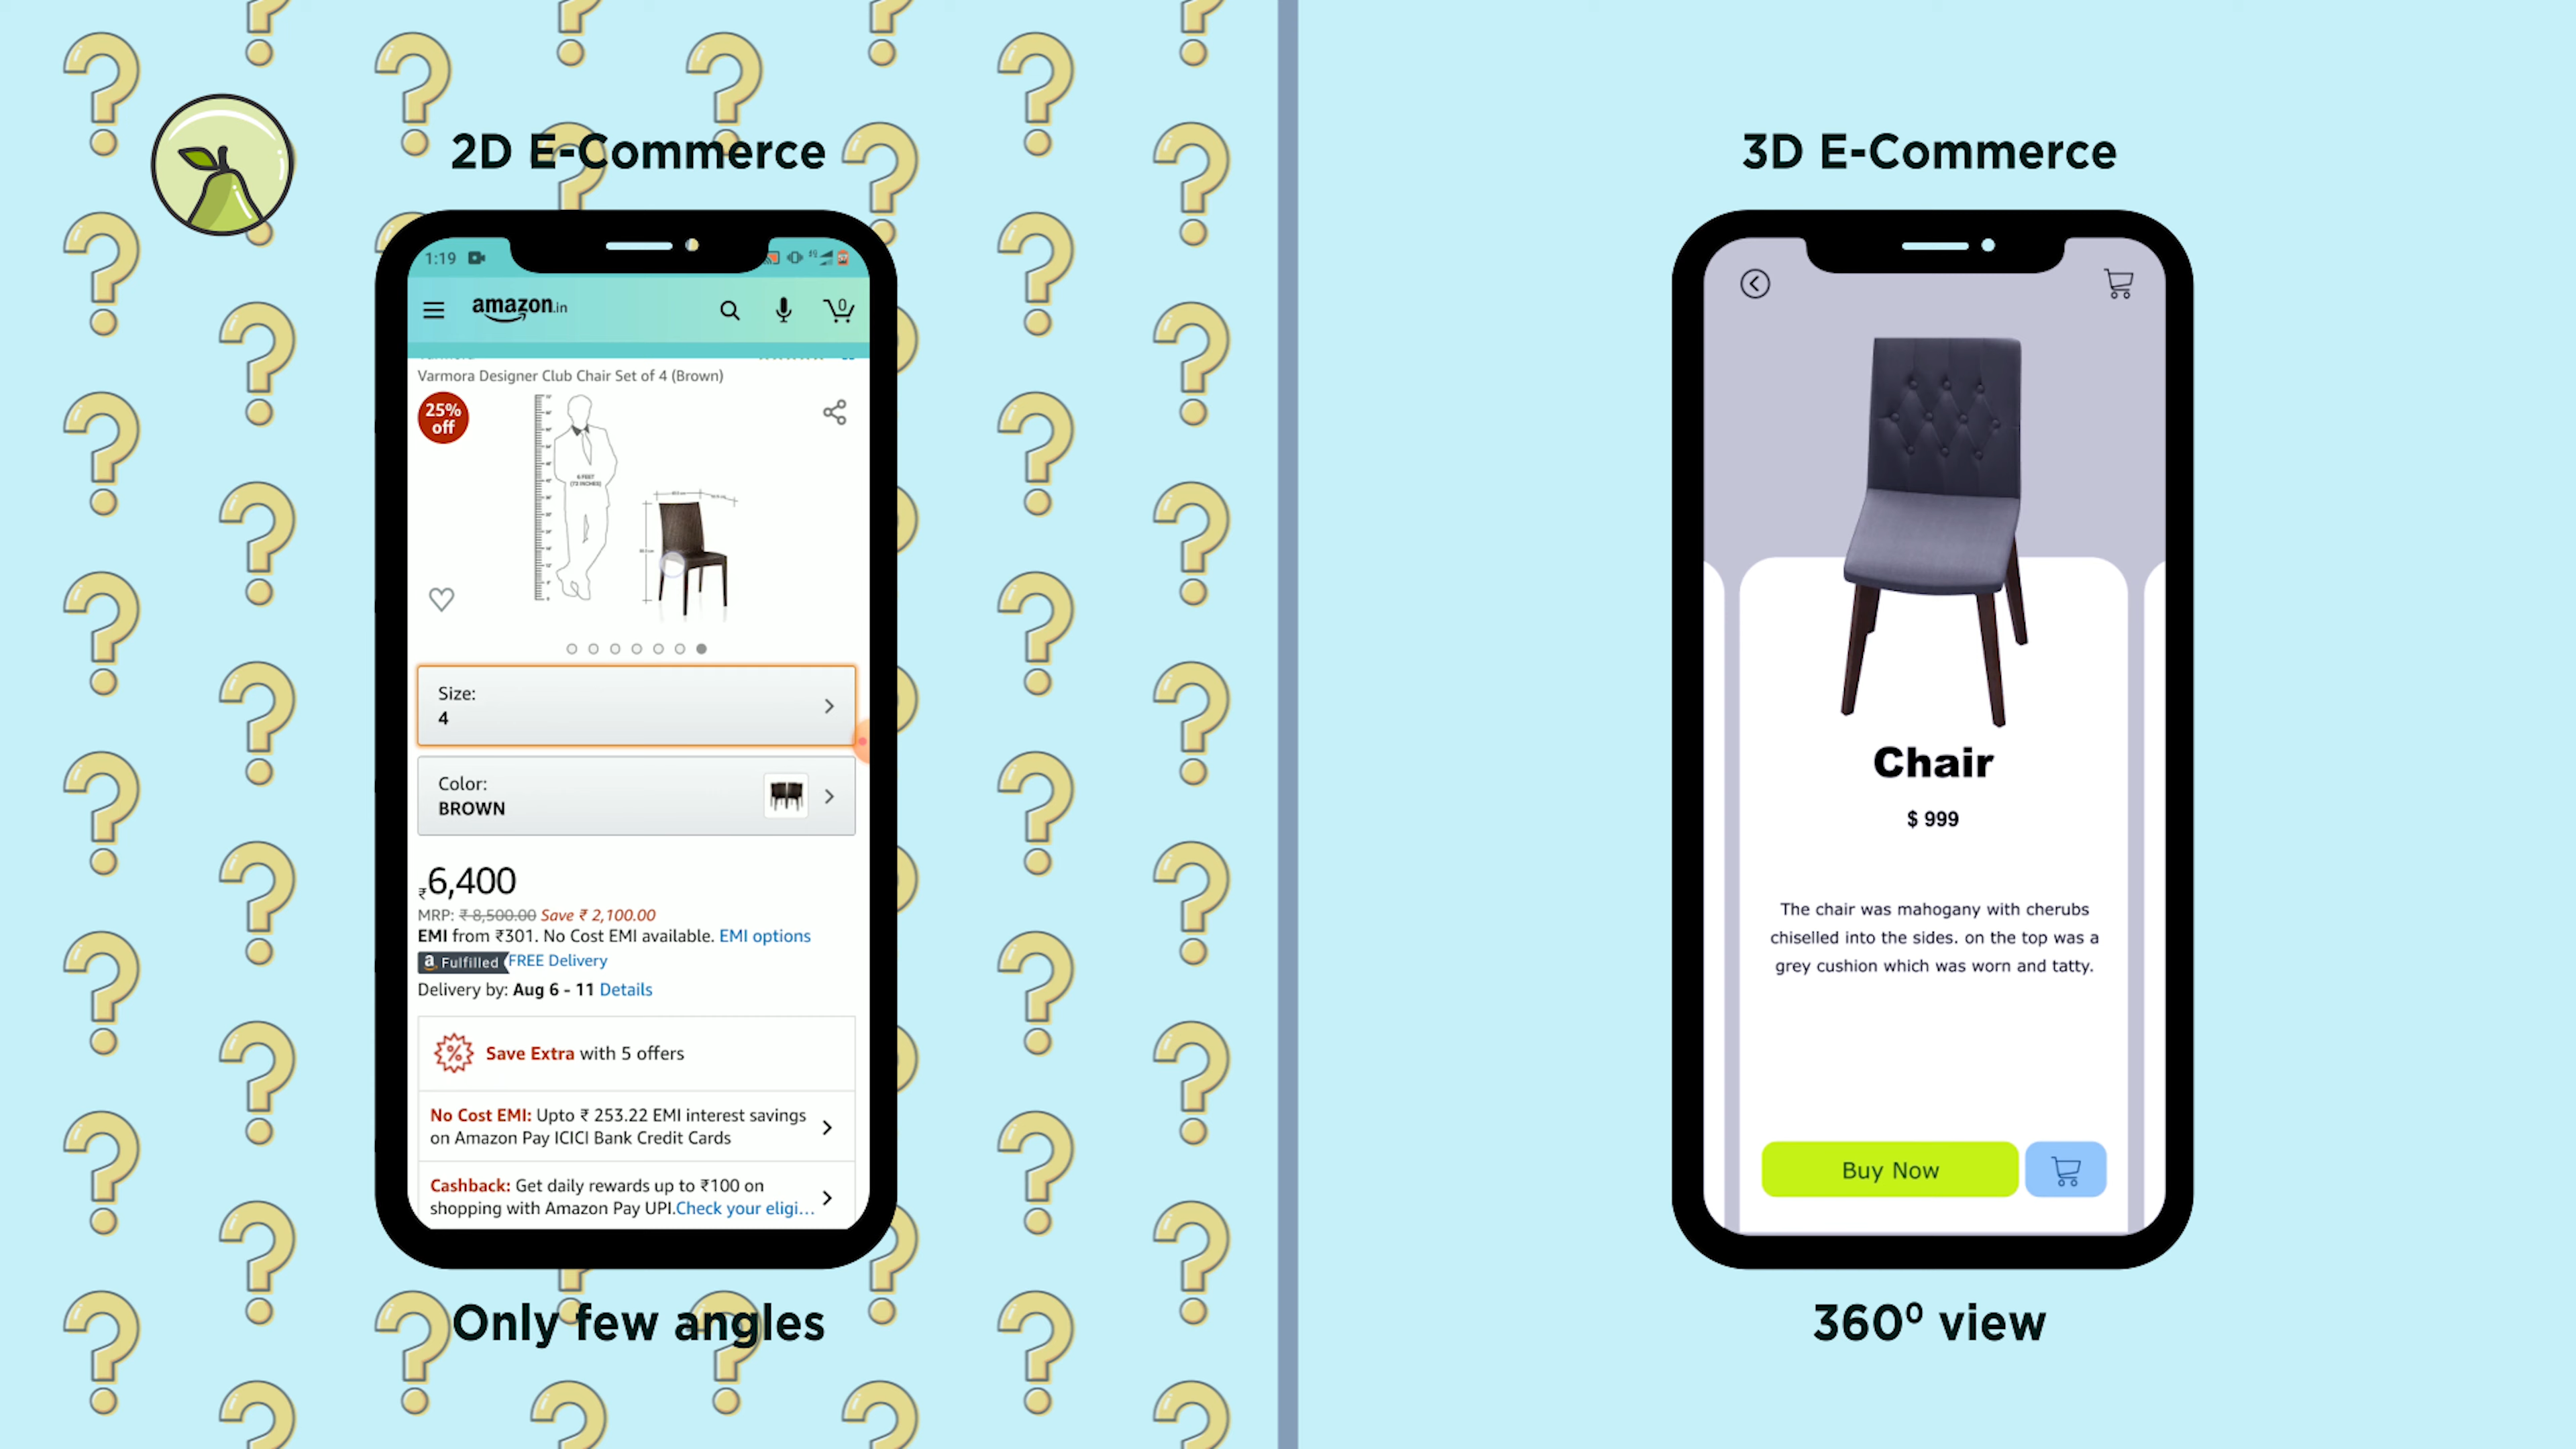 2D E-Commerce
1:19
amazon.in
0
Varmora Designer Club Chair Set of 4 (Brown)
25%
off
6 FEET
(72 INCHES)
Size:
4
Color:
BROWN
₹6,400
MRP: ₹ 8,500.00 Save ₹ 2,100.00
EMI from ₹301. No Cost EMI available. EMI options
a Fulfilled FREE Delivery
Delivery by: Aug 6 - 11 Details
Save Extra with 5 offers
No Cost EMI: Upto ₹ 253.22 EMI interest savings
on Amazon Pay ICICI Bank Credit Cards
Cashback: Get daily rewards up to ₹100 on
shopping with Amazon Pay UPI.Check your eligi...
Only few angles
3D E-Commerce
Chair
$ 999
The chair was mahogany with cherubs
chiselled into the sides. on the top was a
grey cushion which was worn and tatty.
Buy Now
360⁰ view